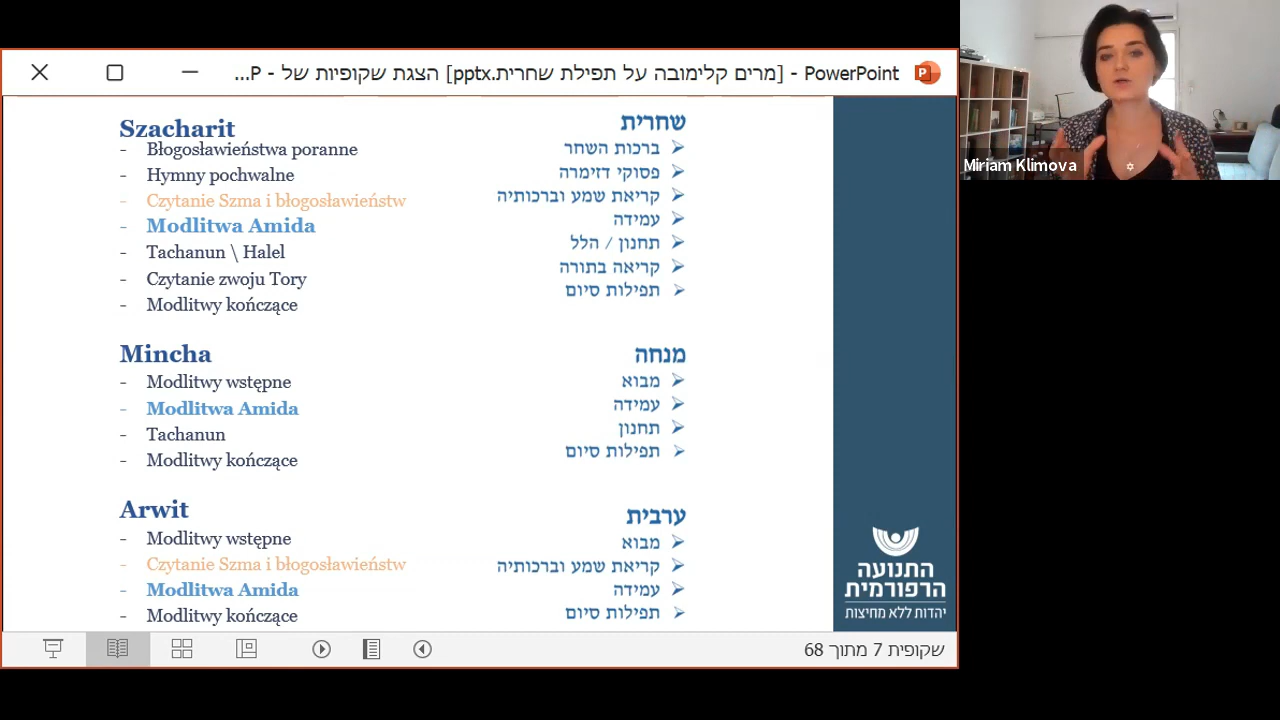 מרים קלימובה על תפילת שחרית.pptx] הצגת שקופיות של - P...] - PowerPoint
Miriam Klimova
Szacharit
- Błogosławieństwa poranne
- Hymny pochwalne
- Czytanie Szma i błogosławieństw
- Modlitwa Amida
- Tachanun \ Halel
- Czytanie zwoju Tory
- Modlitwy kończące
Mincha
- Modlitwy wstępne
- Modlitwa Amida
- Tachanun
- Modlitwy kończące
Arwit
- Modlitwy wstępne
- Czytanie Szma i błogosławieństw
- Modlitwa Amida
- Modlitwy kończące
שחרית
ברכות השחר
פסוקי דזימרה
קריאת שמע וברכותיה
עמידה
תחנון / הלל
קריאה בתורה
תפילות סיום
מנחה
מבוא
עמידה
תחנון
תפילות סיום
ערבית
מבוא
קריאת שמע וברכותיה
עמידה
תפילות סיום
התנועה
הרפורמית
יהדות ללא מחיצות
שקופית 7 מתוך 68